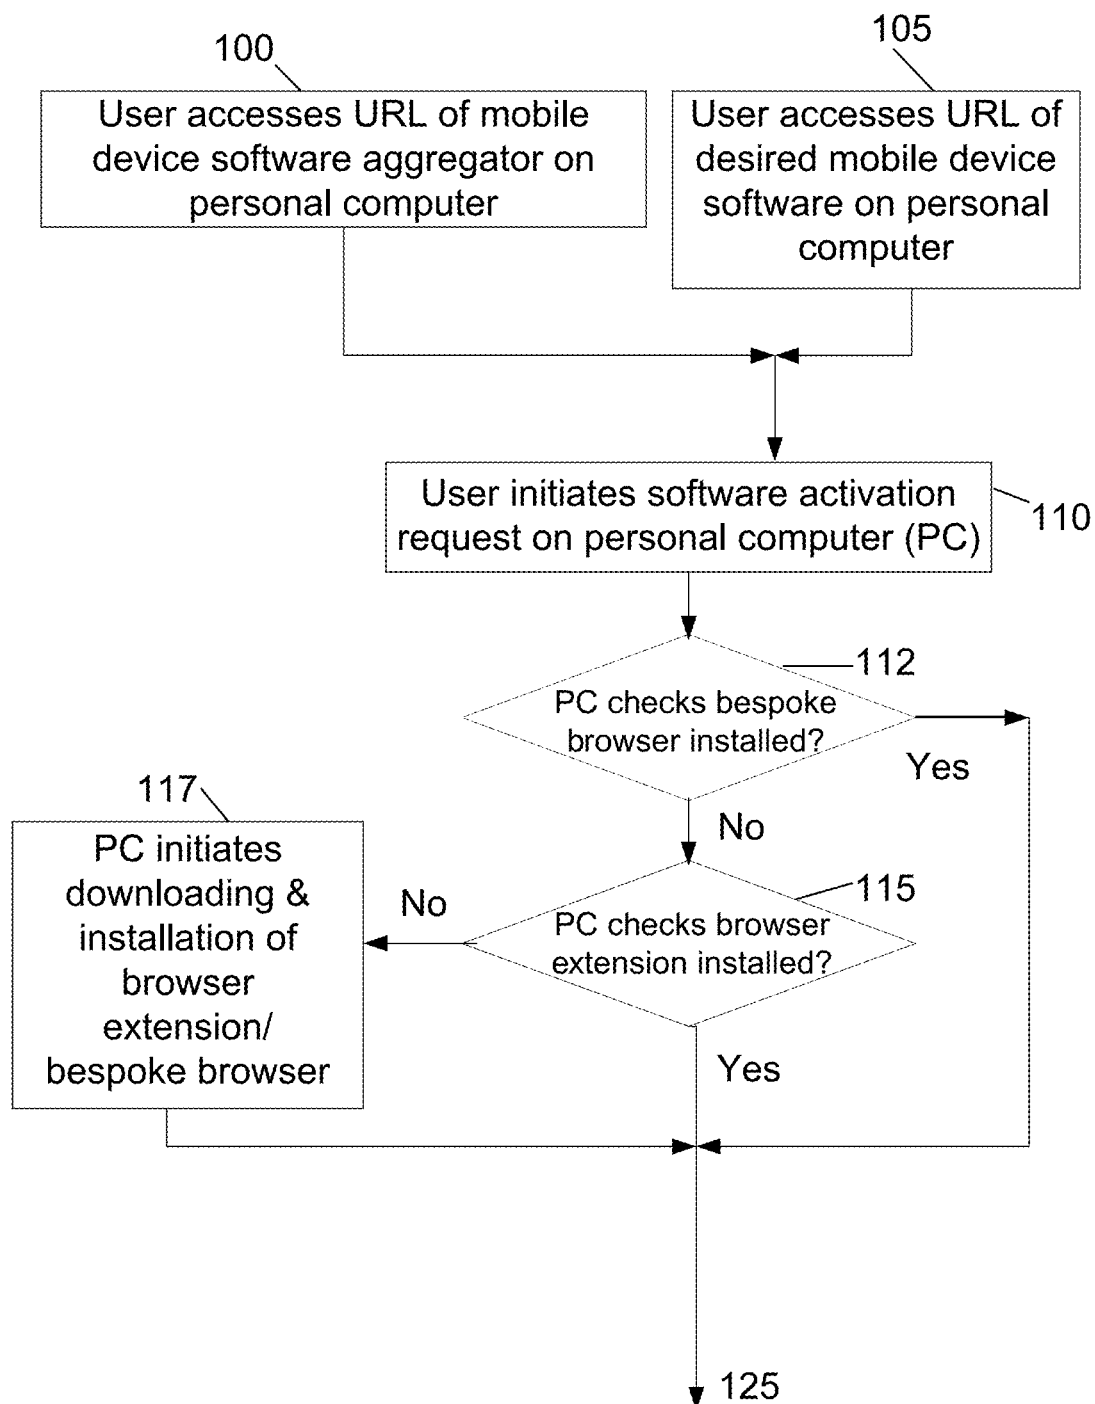 100
User accesses URL of mobile
device software aggregator on
personal computer
105
User accesses URL of
desired mobile device
software on personal
computer
User initiates software activation
request on personal computer (PC)
110
112
PC checks bespoke
browser installed?
Yes
No
117
PC initiates
downloading &
installation of
browser
extension/
bespoke browser
No
115
PC checks browser
extension installed?
Yes
125